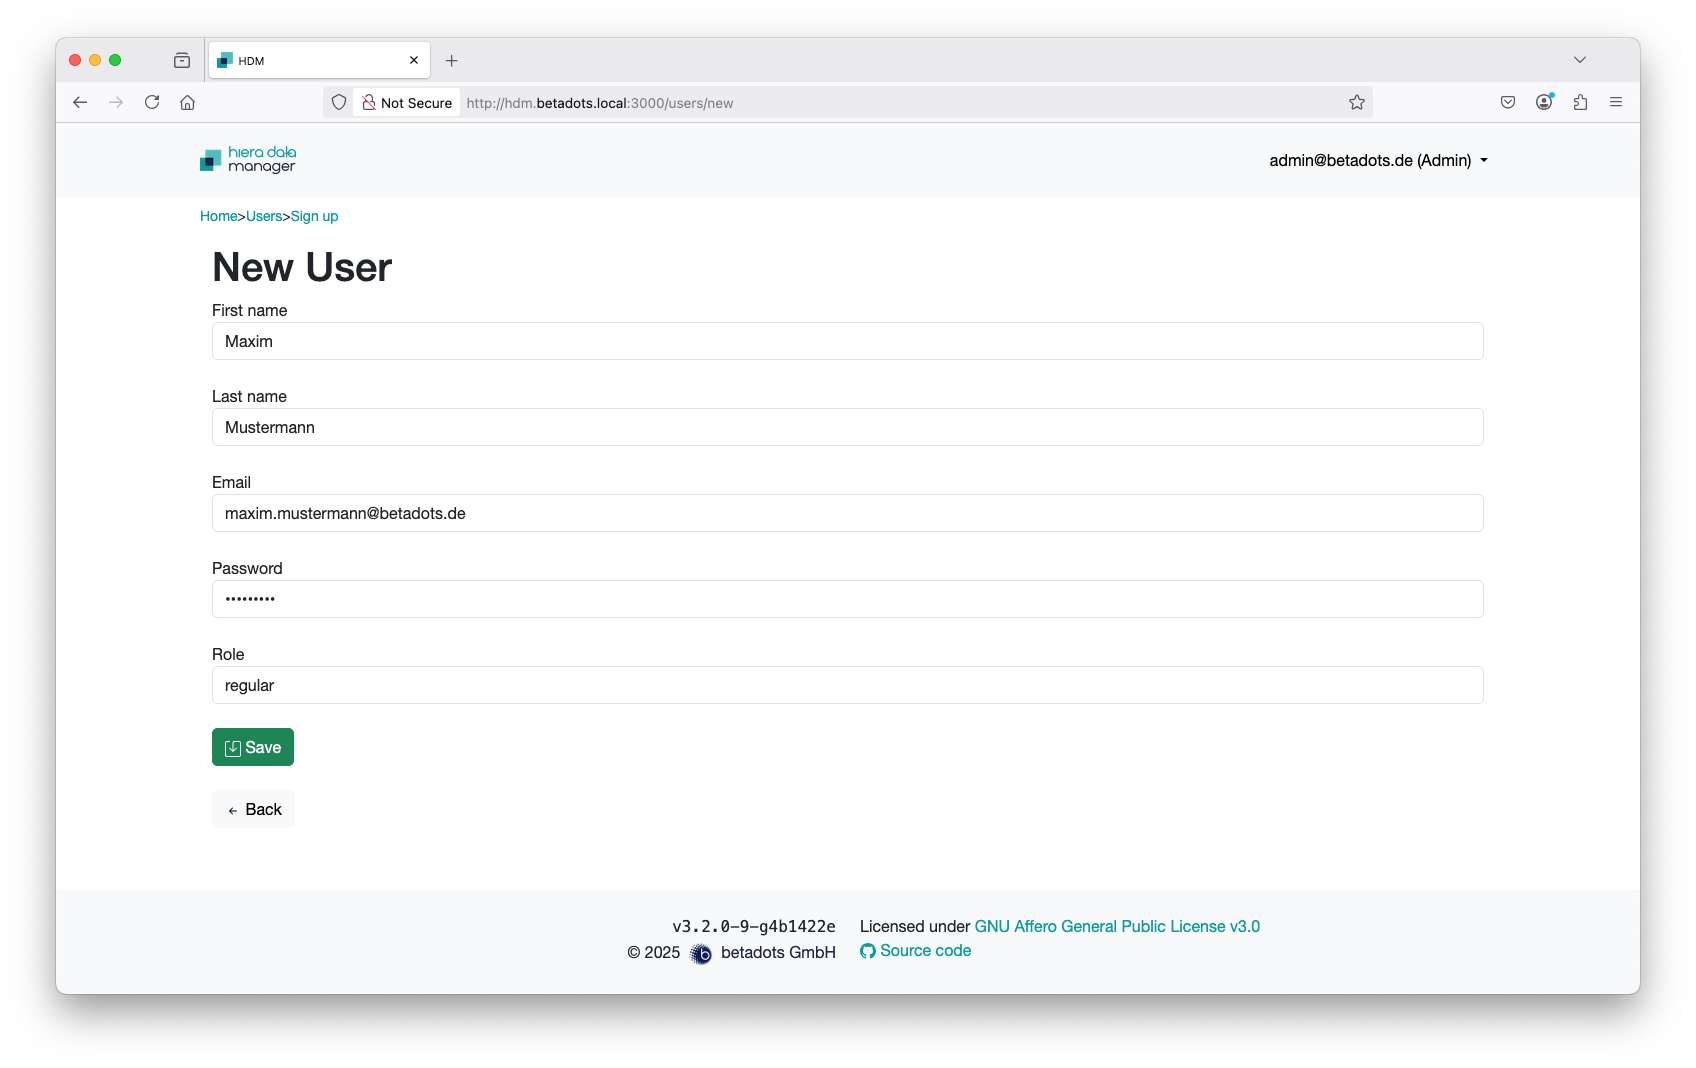 HDM
Not Secure http://hdm.betadots.local:3000/users/new
hiera data
manager
admin@betadots.de (Admin)
Home>Users>Sign up
New User
First name
Maxim
Last name
Mustermann
Email
maxim.mustermann@betadots.de
Password
•••••••••
Role
regular
Save
← Back
v3.2.0-9-g4b1422e
© 2025 betadots GmbH
Licensed under GNU Affero General Public License v3.0
Source code